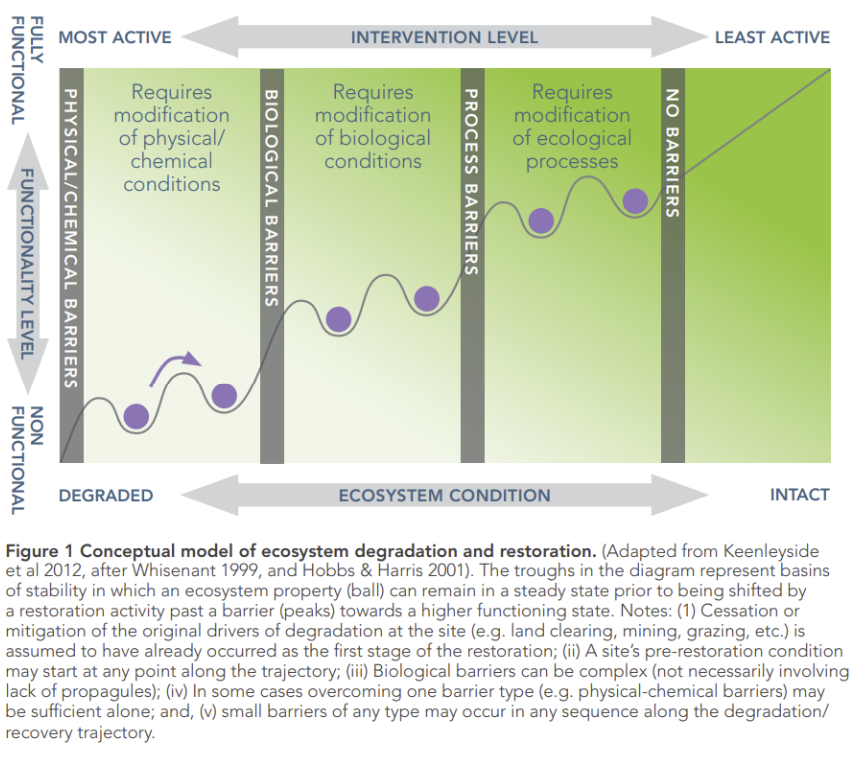 MOST ACTIVE
INTERVENTION LEVEL
LEAST ACTIVE
FULLY
FUNCTIONAL
FUNCTIONALITY LEVEL
NON
FUNCTIONAL
PHYSICAL/CHEMICAL BARRIERS
Requires
modification
of physical/
chemical
conditions
BIOLOGICAL BARRIERS
Requires
modification
of biological
conditions
PROCESS BARRIERS
Requires
modification
of ecological
processes
NO BARRIERS
DEGRADED
ECOSYSTEM CONDITION
INTACT
Figure 1 Conceptual model of ecosystem degradation and restoration. (Adapted from Keenleyside
et al 2012, after Whisenant 1999, and Hobbs & Harris 2001). The troughs in the diagram represent basins
of stability in which an ecosystem property (ball) can remain in a steady state prior to being shifted by
a restoration activity past a barrier (peaks) towards a higher functioning state. Notes: (1) Cessation or
mitigation of the original drivers of degradation at the site (e.g. land clearing, mining, grazing, etc.) is
assumed to have already occurred as the first stage of the restoration; (ii) A site's pre-restoration condition
may start at any point along the trajectory; (iii) Biological barriers can be complex (not necessarily involving
lack of propagules); (iv) In some cases overcoming one barrier type (e.g. physical-chemical barriers) may
be sufficient alone; and, (v) small barriers of any type may occur in any sequence along the degradation/
recovery trajectory.